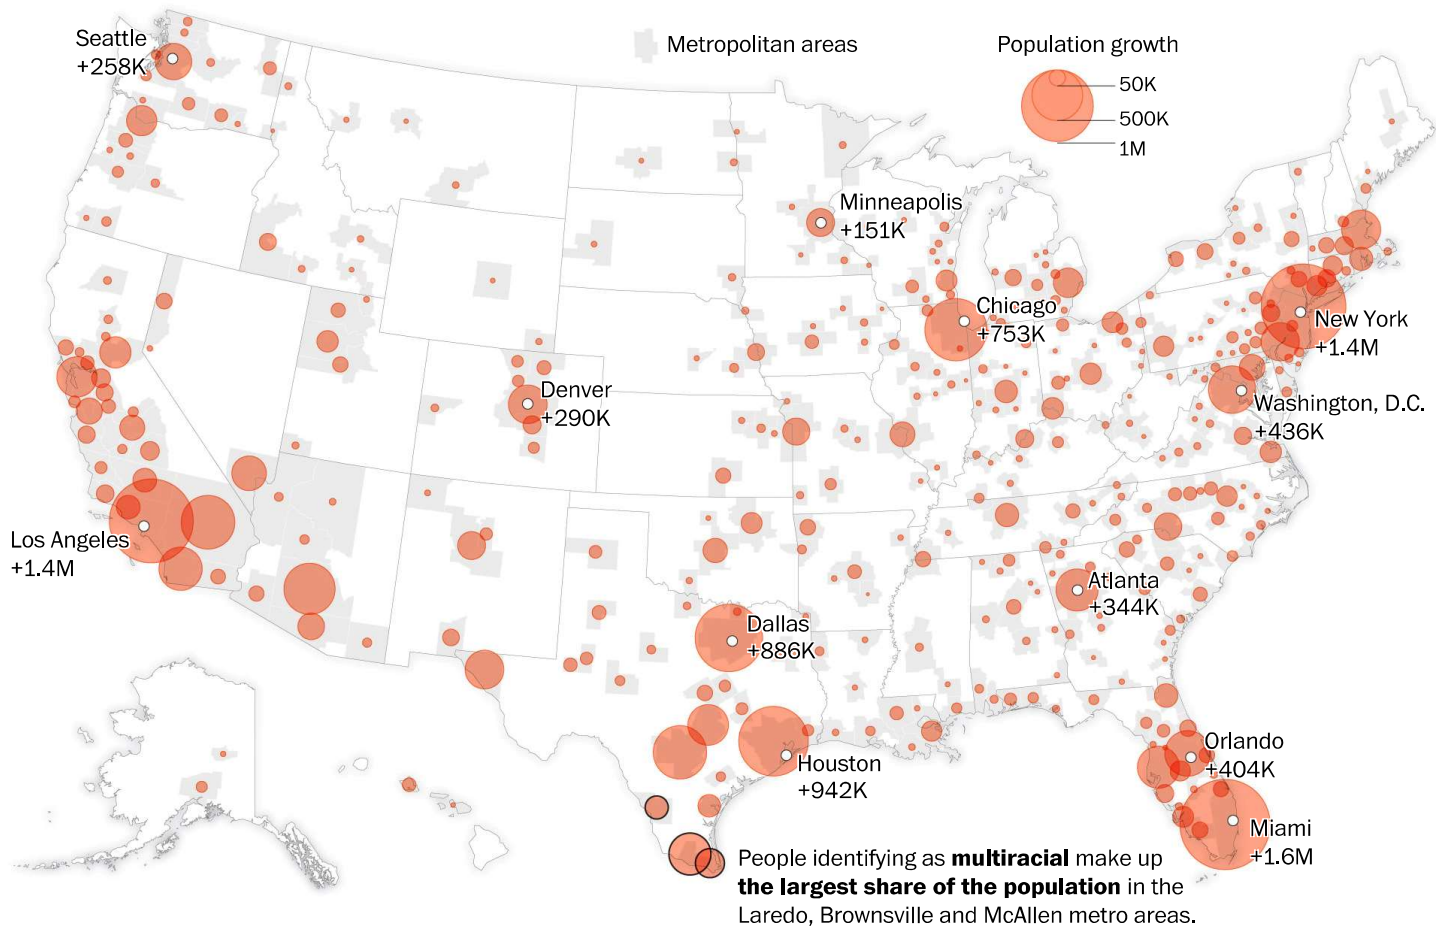 Seattle
+258K
Metropolitan areas
Population growth
50K
500K
1M
Minneapolis
+151K
Chicago
+753K
New York
+1.4M
Denver
+290K
Washington, D.C.
+436K
Los Angeles
+1.4M
Atlanta
+344K
Dallas
+886K
Houston
+942K
Orlando
+404K
Miami
+1.6M
People identifying as multiracial make up
the largest share of the population in the
Laredo, Brownsville and McAllen metro areas.